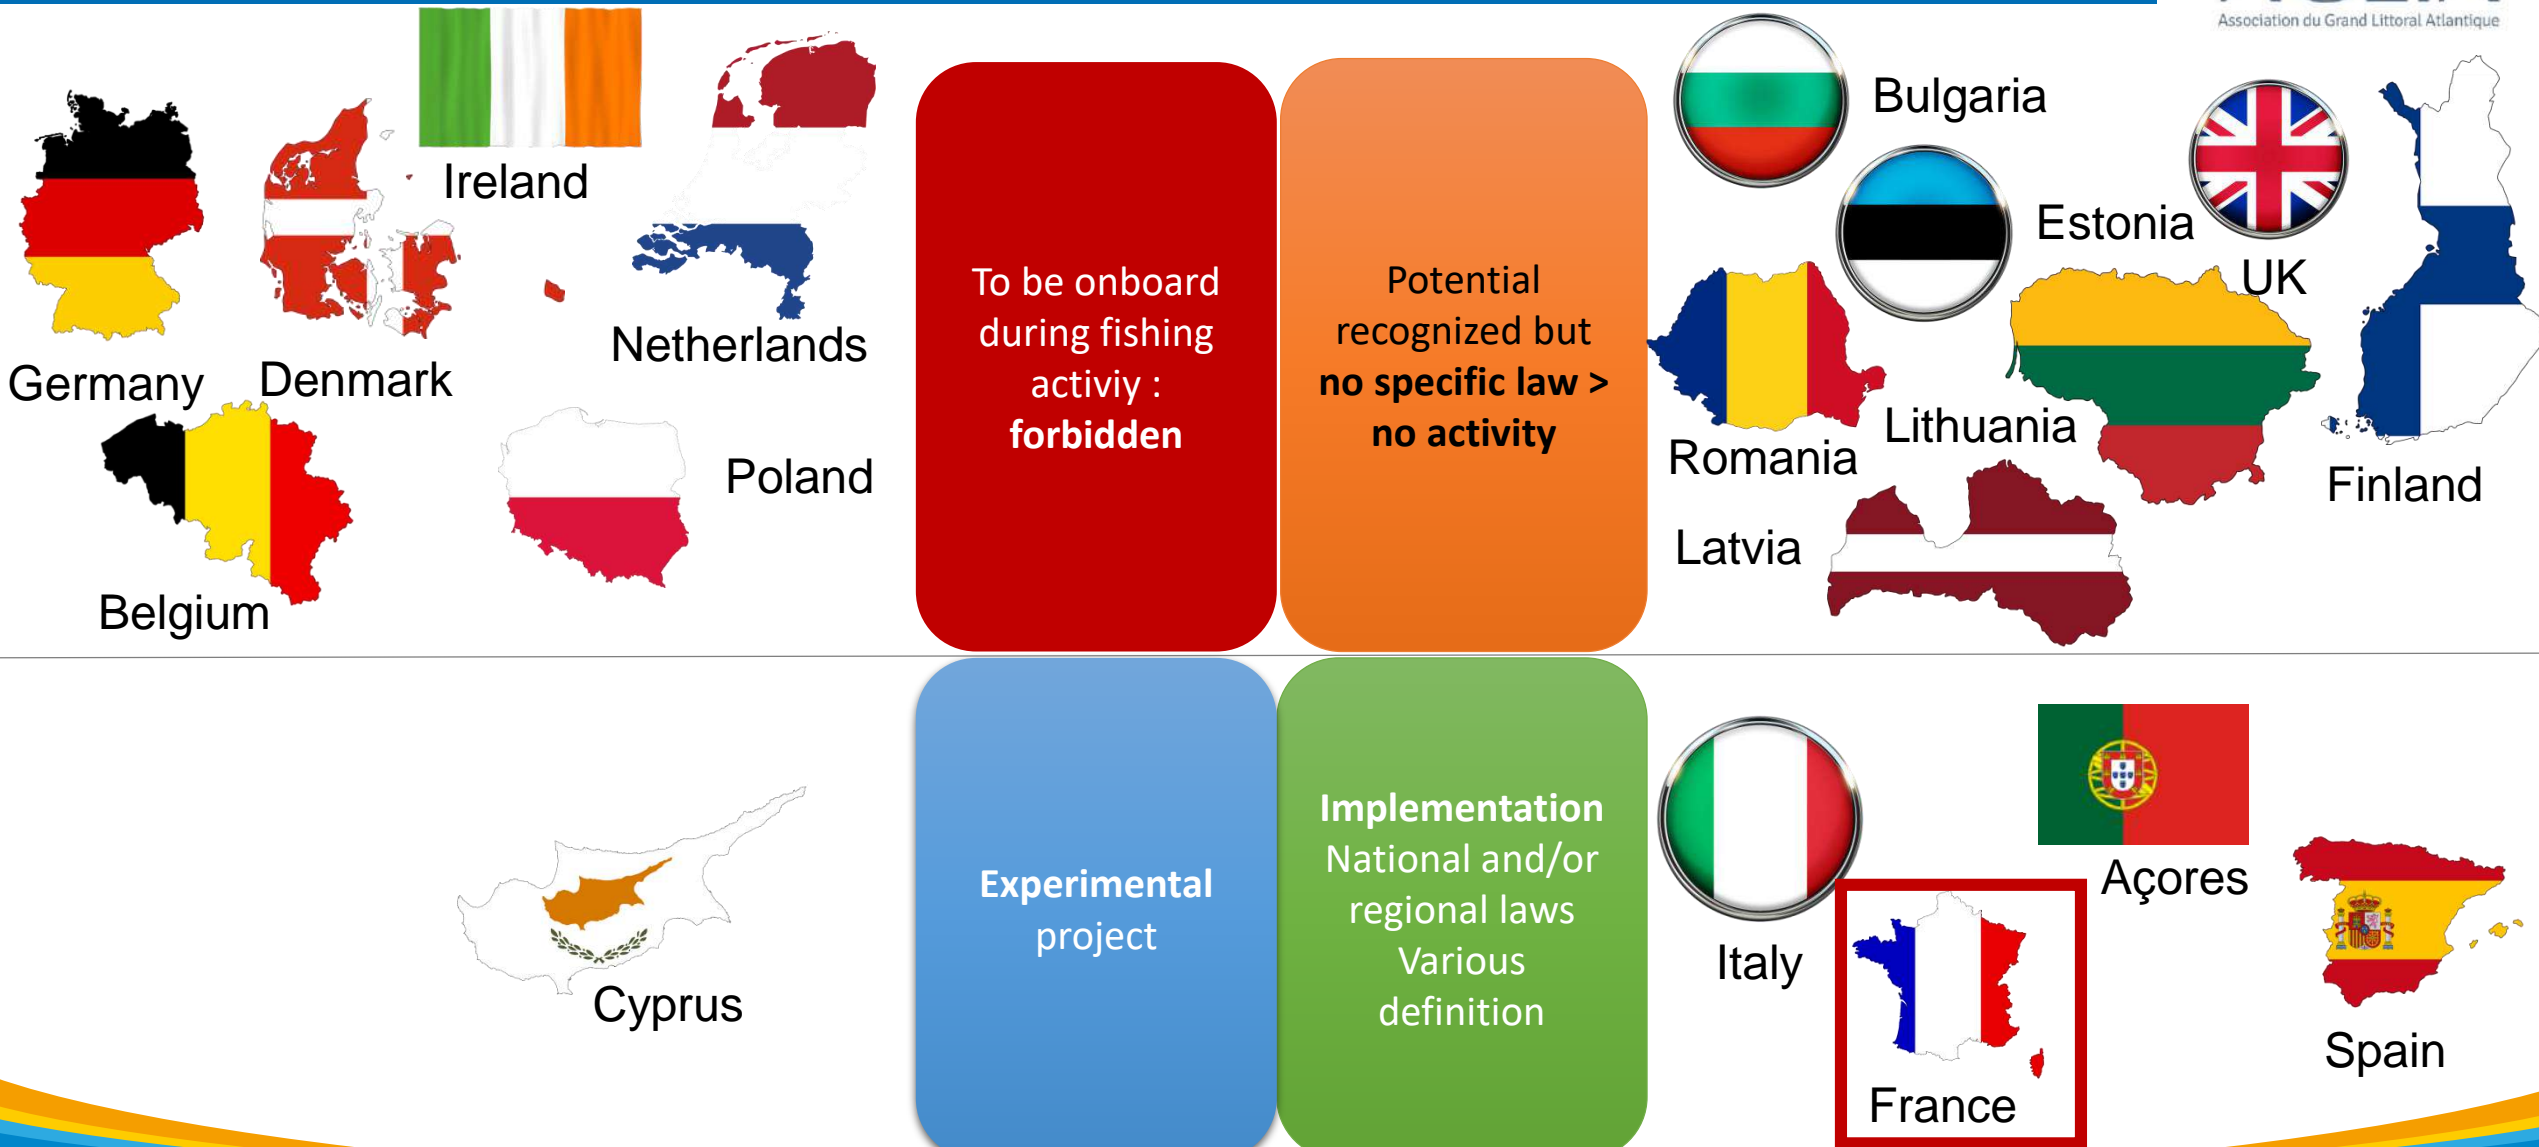 Association du Grand Littoral Atlantique
Ireland
Netherlands
Germany
Denmark
Poland
Belgium
To be onboard
during fishing
activiy :
forbidden
Potential
recognized but
no specific law >
no activity
Bulgaria
Estonia
UK
Romania
Lithuania
Finland
Latvia
Cyprus
Experimental
project
Implementation
National and/or
regional laws
Various
definition
Italy
Açores
France
Spain